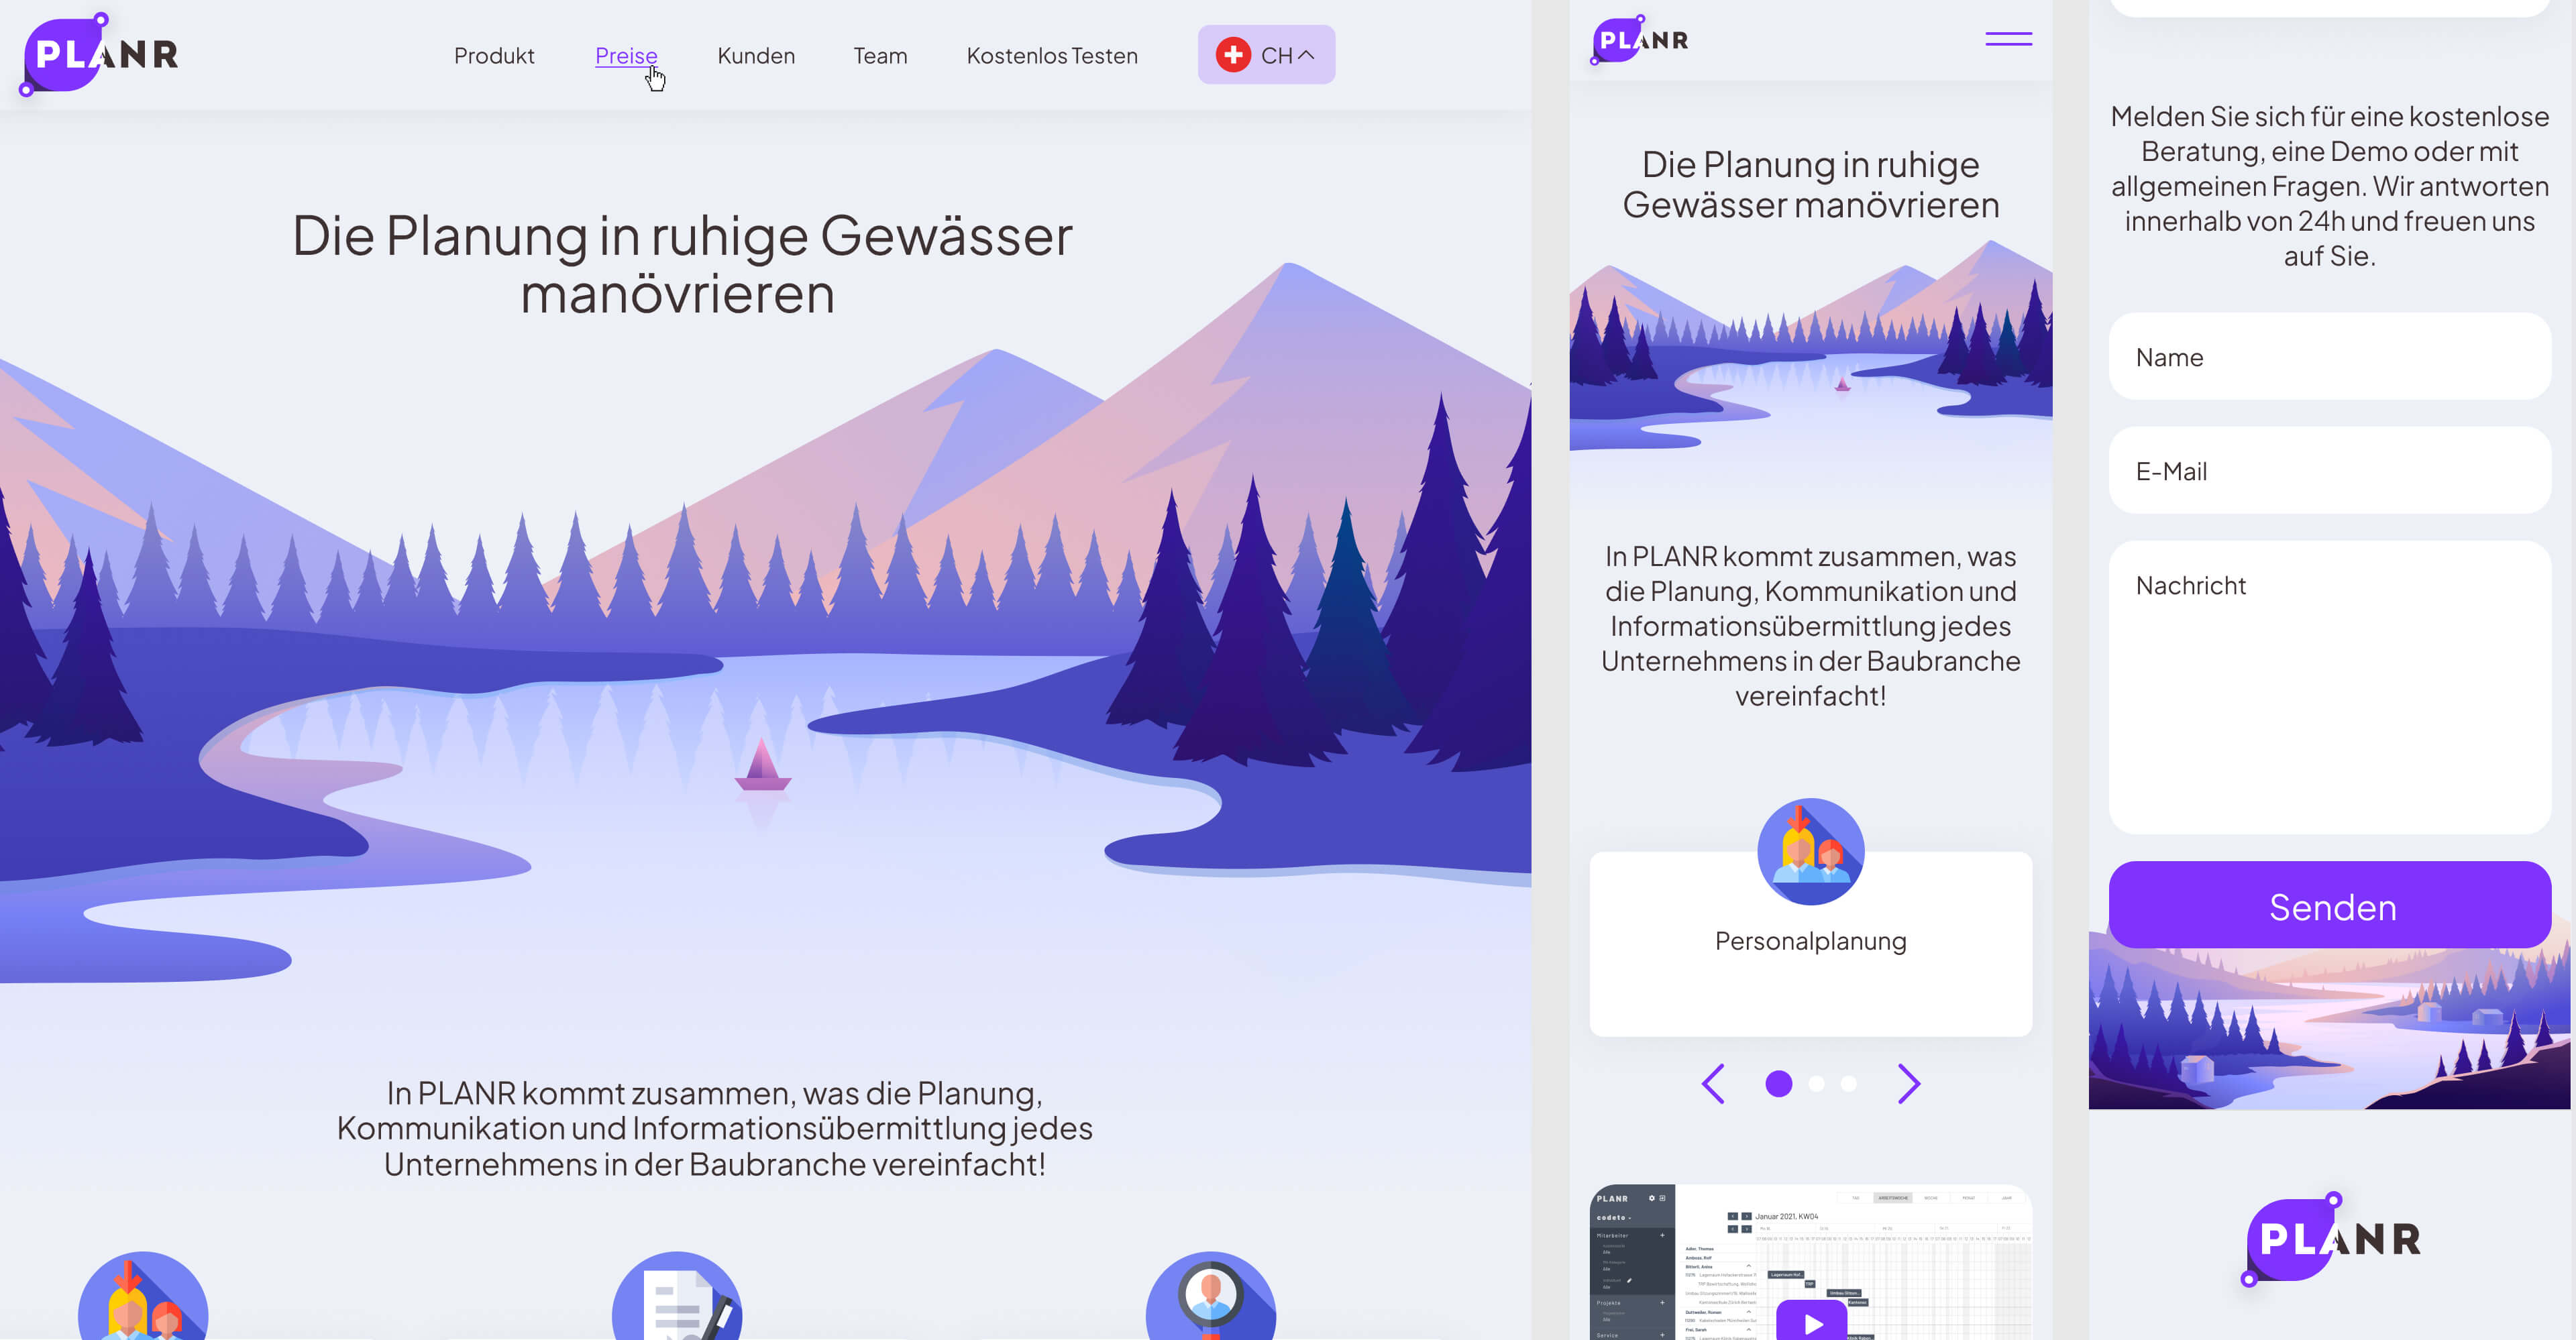 PLANR
Produkt
Preise
Kunden
Team
Kostenlos Testen
CH
Die Planung in ruhige Gewässer
manövrieren
In PLANR kommt zusammen, was die Planung,
Kommunikation und Informationsübermittlung jedes
Unternehmens in der Baubranche vereinfacht!
PLANR
Die Planung in ruhige
Gewässer manövrieren
In PLANR kommt zusammen, was
die Planung, Kommunikation und
Informationsübermittlung jedes
Unternehmens in der Baubranche
vereinfacht!
Personalplanung
PLANR
codeto
Mitarbeiter
Projekte
Service
Januar 2021, KW04
Melden Sie sich für eine kostenlose
Beratung, eine Demo oder mit
allgemeinen Fragen. Wir antworten
innerhalb von 24h und freuen uns
auf Sie.
Name
E-Mail
Nachricht
Senden
PLANR